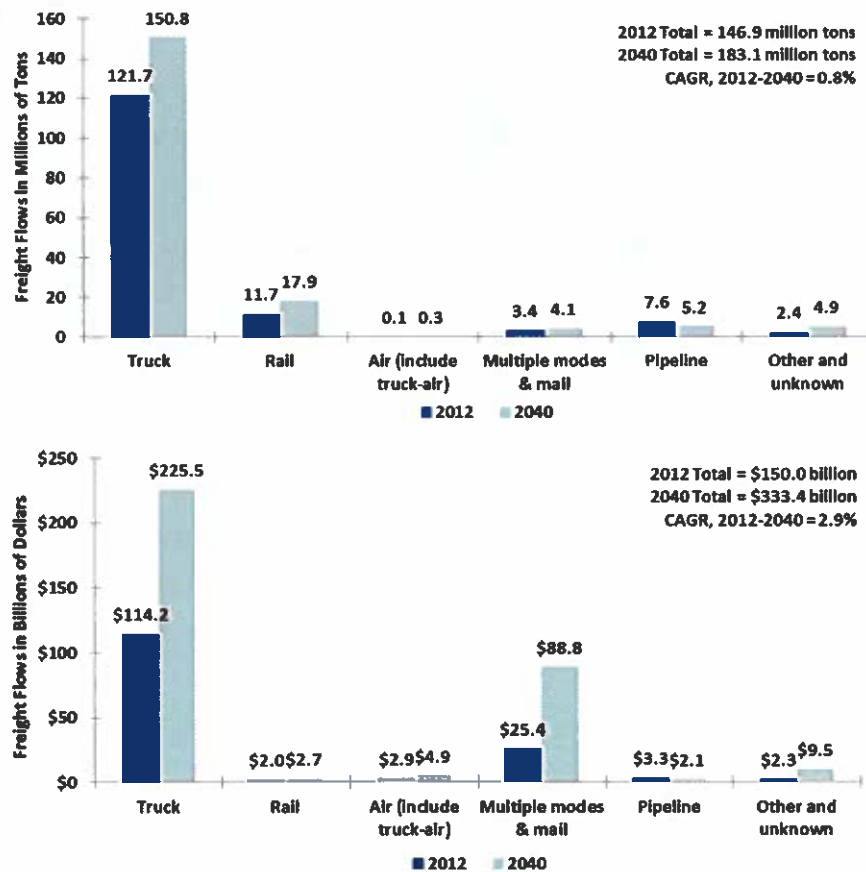 160
140
120
100
80
60
40
20
0
Freight Flows in Millions of Tons
121.7
150.8
11.7
17.9
0.1 0.3
3.4 4.1
7.6
5.2
2.4
4.9
2012 Total = 146.9 million tons
2040 Total = 183.1 million tons
CAGR, 2012-2040 = 0.8%
Truck
Rail
Air (include
truck-air)
Multiple modes
& mail
Pipeline
Other and
unknown
2012 2040
$250
$200
$150
$100
$50
$0
Freight Flows in Billions of Dollars
$114.2
$225.5
$2.0 $2.7
$2.9 $4.9
$25.4
$88.8
$3.3 $2.1
$2.3
$9.5
2012 Total = $150.0 billion
2040 Total = $333.4 billion
CAGR, 2012-2040 = 2.9%
Truck
Rail
Air (include
truck-air)
Multiple modes
& mail
Pipeline
Other and
unknown
2012 2040